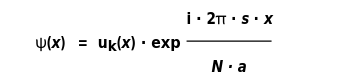 i · 2π · s · x
ψ(x) = uk(x) · exp
N · a